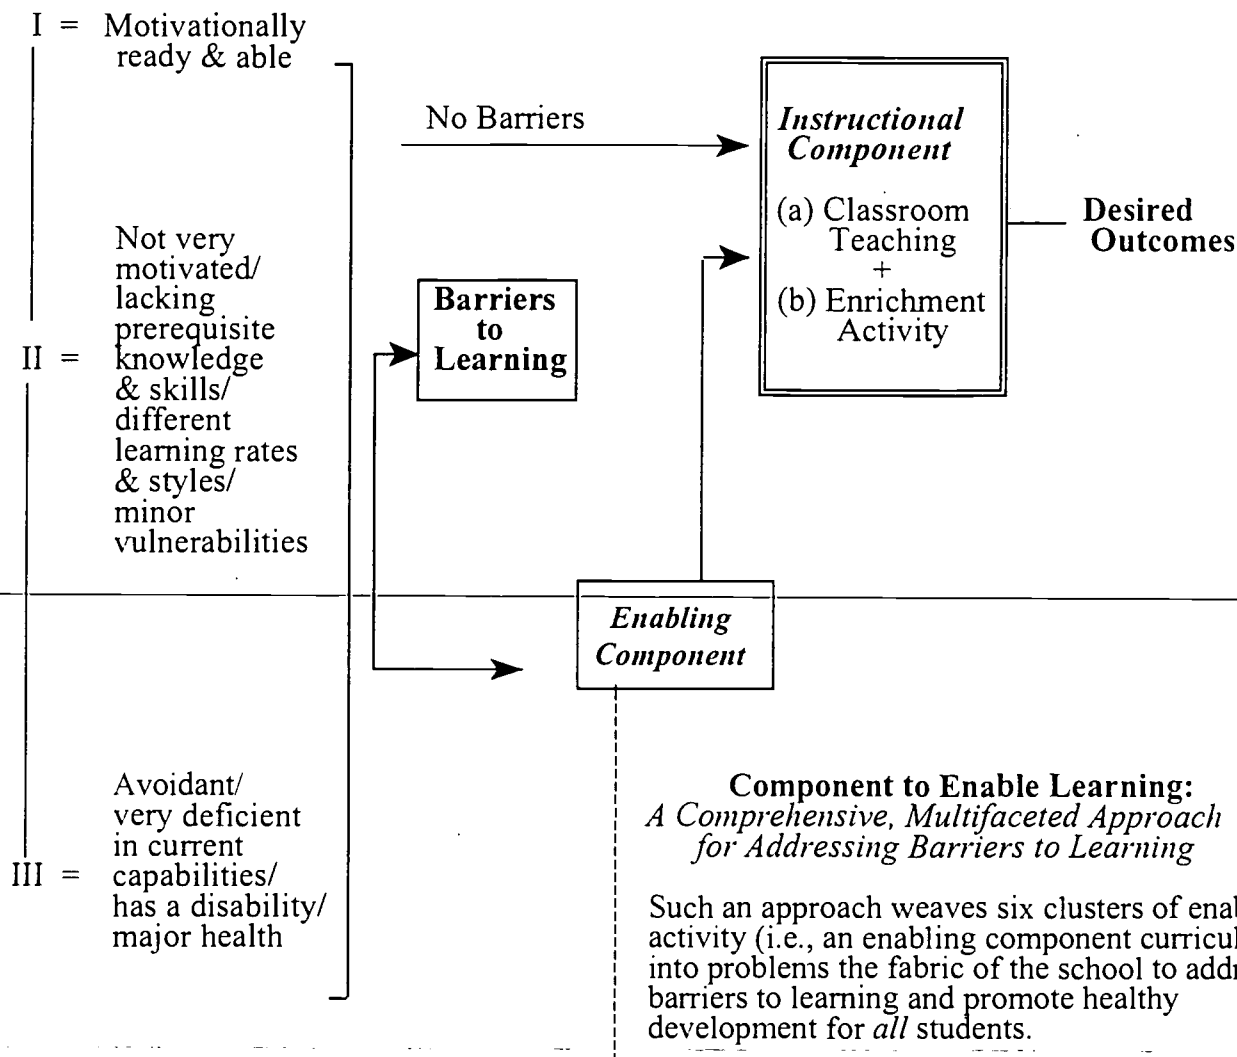 I = Motivationally
ready & able
Not very
motivated/
lacking
prerequisite
II = knowledge
& skills/
different
learning rates
& styles/
minor
vulnerabilities
Avoidant/
very deficient
in current
III = capabilities/
has a disability/
major health
No Barriers
Barriers
to
Learning
Instructional
Component
(a) Classroom
Teaching
+
(b) Enrichment
Activity
Desired
Outcomes
Enabling
Component
Component to Enable Learning:
A Comprehensive, Multifaceted Approach
for Addressing Barriers to Learning
Such an approach weaves six clusters of enab
activity (i.e., an enabling component curricul
into problems the fabric of the school to addr
barriers to learning and promote healthy
development for all students.